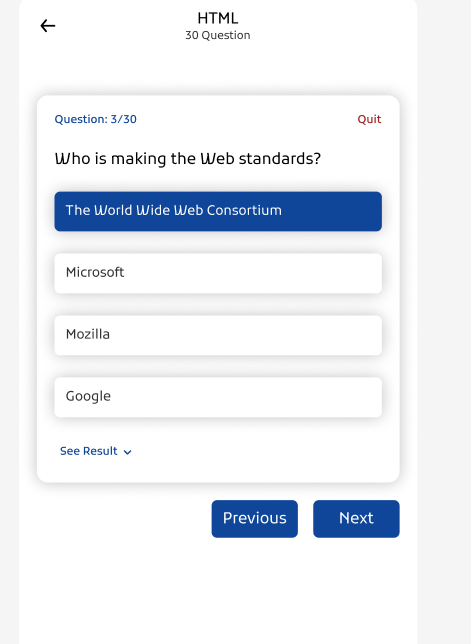 HTML
30 Question
Question: 3/30
Quit
Who is making the Web standards?
The World Wide Web Consortium
Microsoft
Mozilla
Google
See Result
Previous
Next